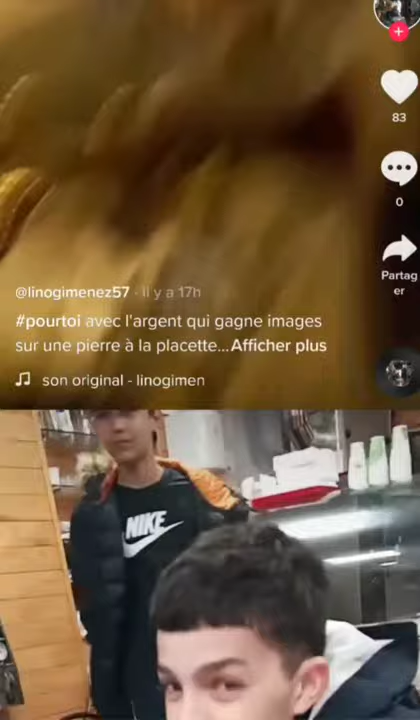 83
0
Partag
er
@linogimenez57 · Il y a 17h
#pourtoi avec l'argent qui gagne images
sur une pierre à la placette...Afficher plus
son original - linogimen
NIKE